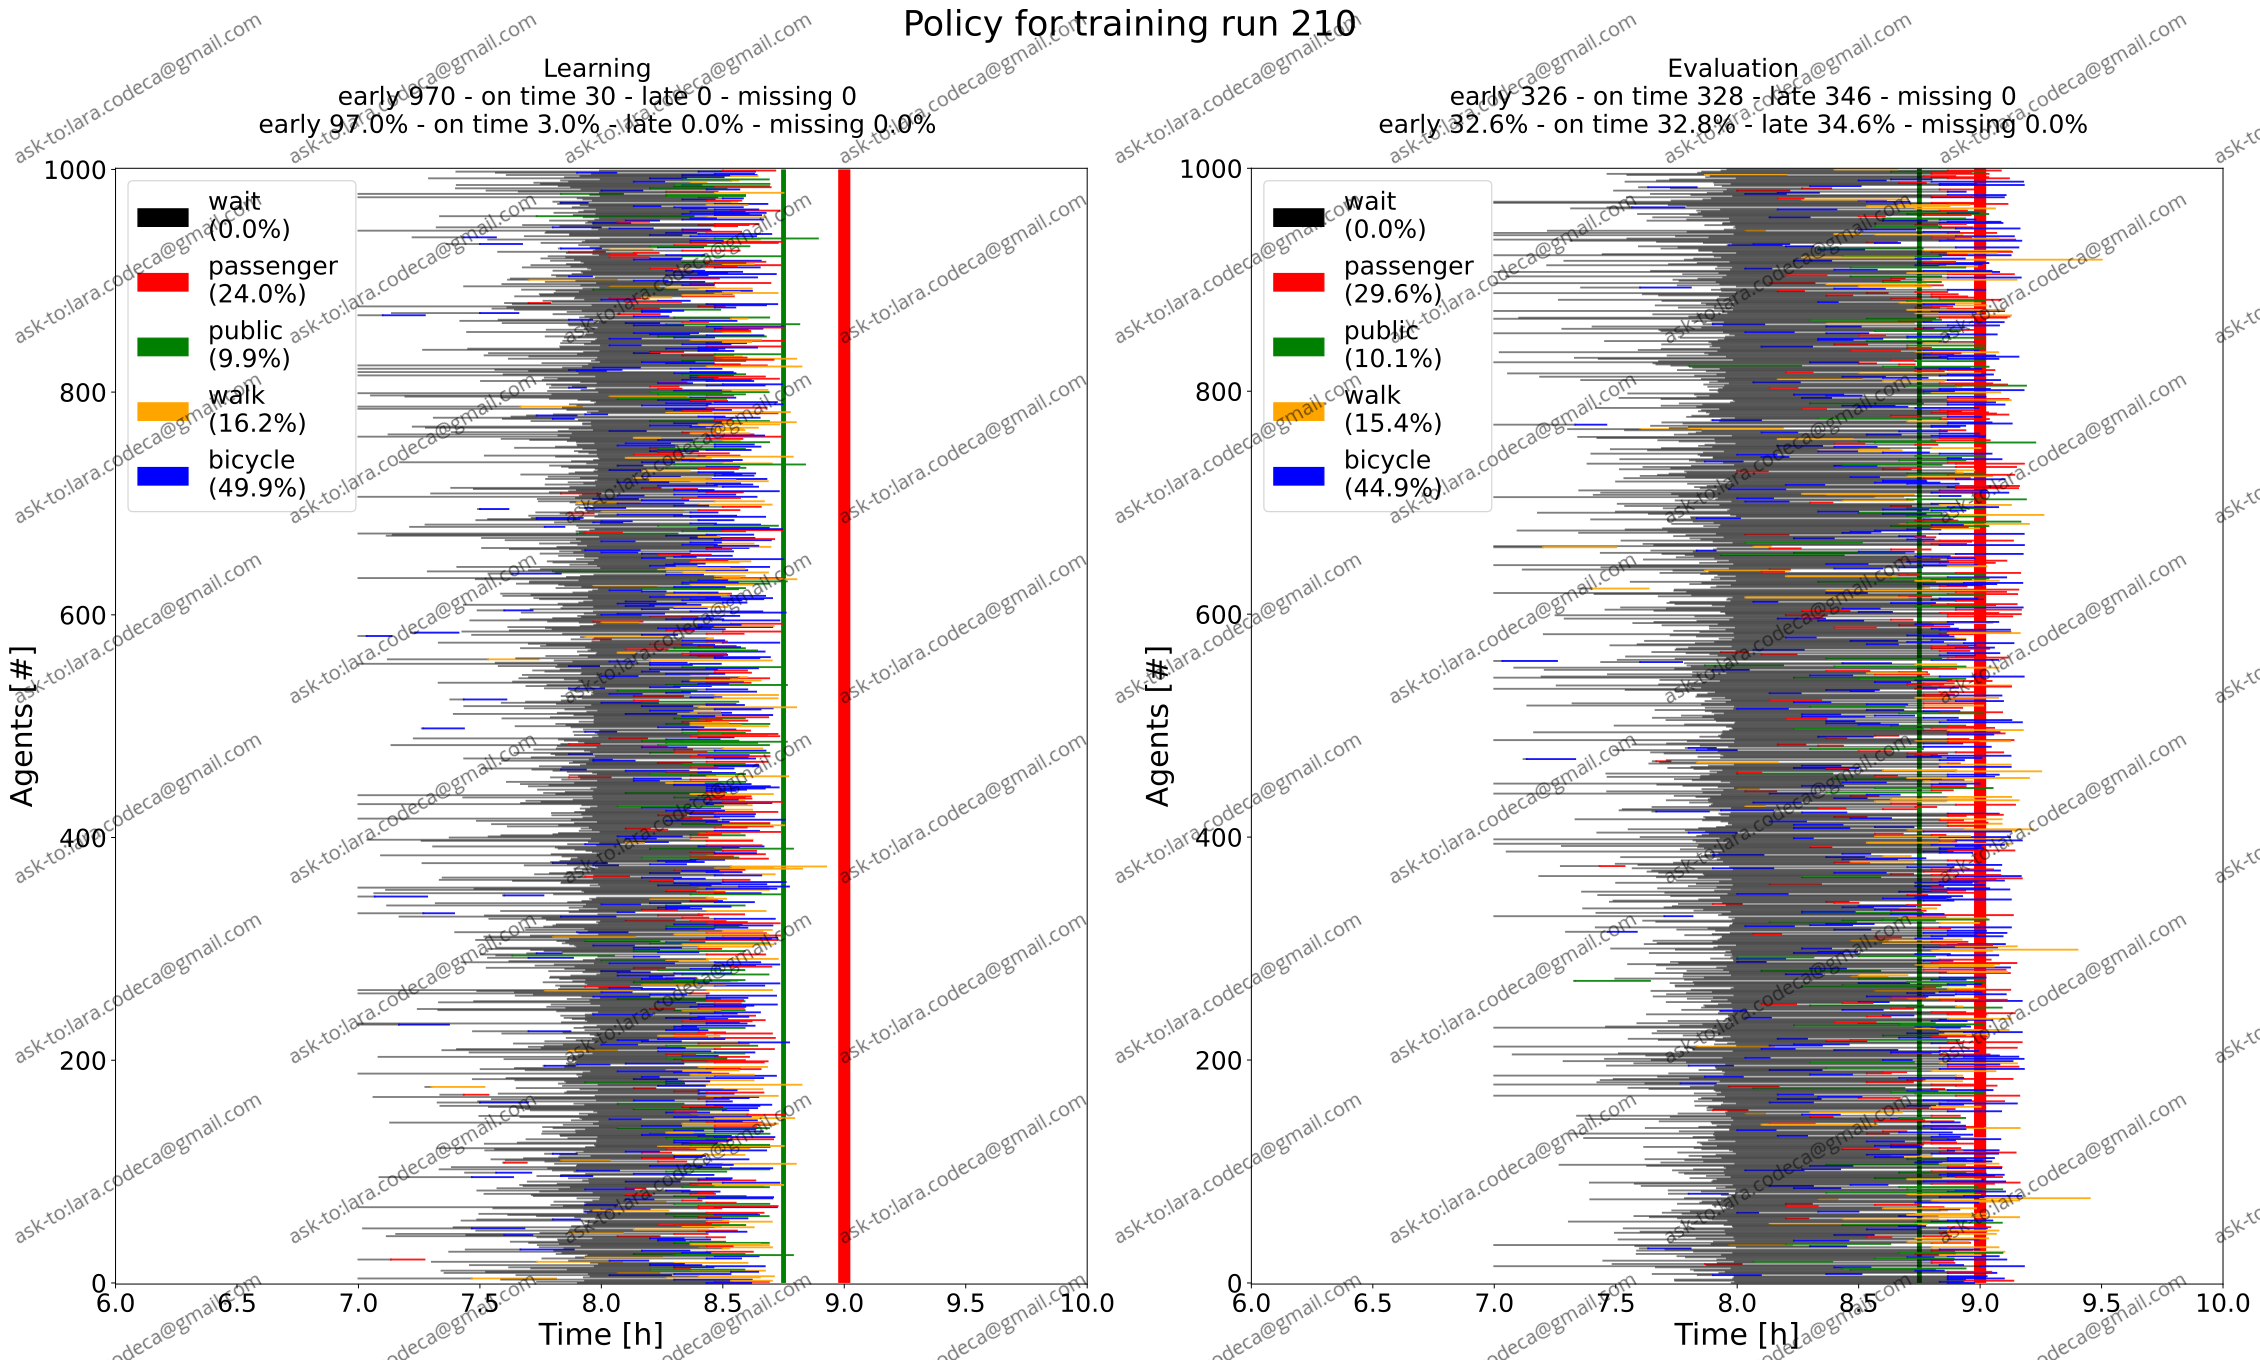 Policy for training run 210
Learning
early 970 - on time 30 - late 0 - missing 0
early 97.0% - on time 3.0% - late 0.0% - missing 0.0%
1000
800
600
400
200
0
Agents [#]
wait
(0.0%)
passenger
(24.0%)
public
(9.9%)
walk
(16.2%)
bicycle
(49.9%)
6.0 6.5 7.0 7.5 8.0 8.5 9.0 9.5 10.0
Time [h]
Evaluation
early 326 - on time 328 - late 346 - missing 0
early 32.6% - on time 32.8% - late 34.6% - missing 0.0%
1000
800
600
400
200
0
Agents [#]
wait
(0.0%)
passenger
(29.6%)
public
(10.1%)
walk
(15.4%)
bicycle
(44.9%)
6.0 6.5 7.0 7.5 8.0 8.5 9.0 9.5 10.0
Time [h]
ask-to:lara.codeca@gmail.com